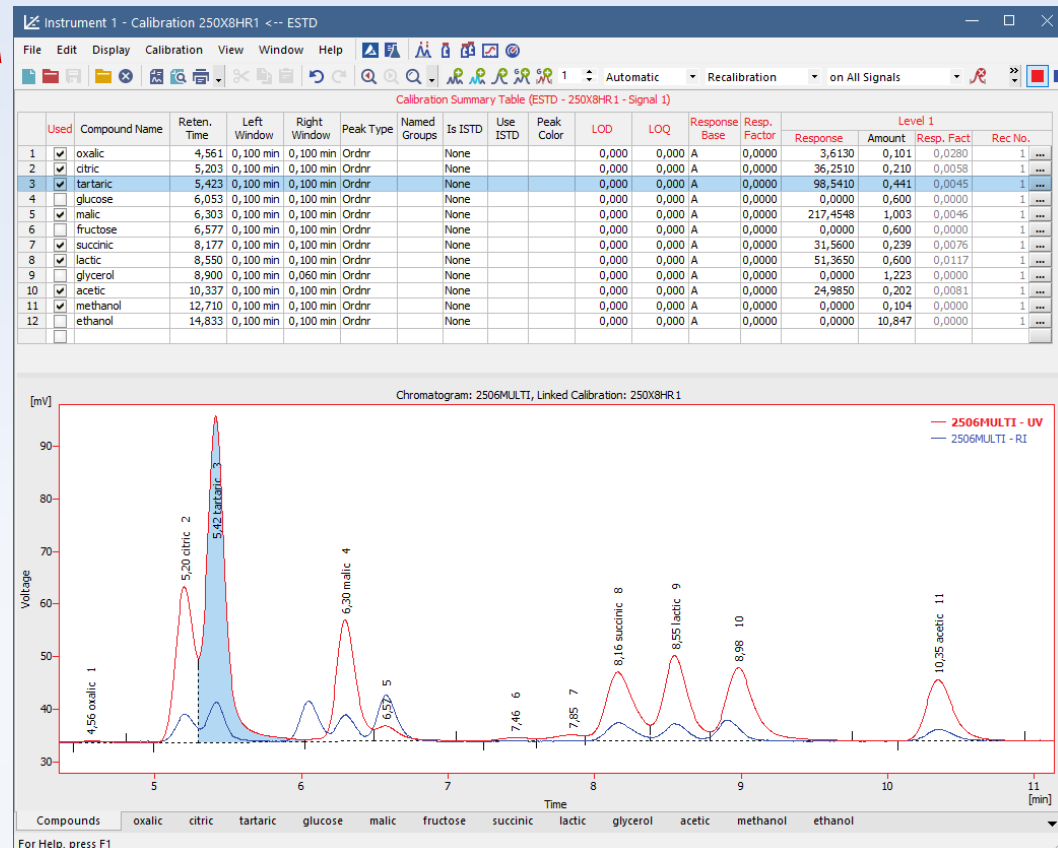 Instrument 1 - Calibration 250X8HR1 <-- ESTD
File Edit Display Calibration View Window Help
1 Automatic Recalibration on All Signals
Calibration Summary Table (ESTD - 250X8HR1 - Signal 1)
Used Compound Name Reten. Time Left Window Right Window Peak Type Named Groups Is ISTD Use ISTD Peak Color LOD LOQ Response Base Resp. Factor Level 1
Response Amount Resp. Fact Rec No.
1 oxalic 4,561 0,100 min 0,100 min Ordnr None 0,000 0,000 A 0,0000 3,6130 0,101 0,0280 1 ...
2 citric 5,203 0,100 min 0,100 min Ordnr None 0,000 0,000 A 0,0000 36,2510 0,210 0,0058 1 ...
3 tartaric 5,423 0,100 min 0,100 min Ordnr None 0,000 0,000 A 0,0000 98,5410 0,441 0,0045 1 ...
4 glucose 6,053 0,100 min 0,100 min Ordnr None 0,000 0,000 A 0,0000 0,0000 0,600 0,0000 1 ...
5 malic 6,303 0,100 min 0,100 min Ordnr None 0,000 0,000 A 0,0000 217,4548 1,003 0,0046 1 ...
6 fructose 6,577 0,100 min 0,100 min Ordnr None 0,000 0,000 A 0,0000 0,0000 0,600 0,0000 1 ...
7 succinic 8,177 0,100 min 0,100 min Ordnr None 0,000 0,000 A 0,0000 31,5600 0,239 0,0076 1 ...
8 lactic 8,550 0,100 min 0,100 min Ordnr None 0,000 0,000 A 0,0000 51,3650 0,600 0,0117 1 ...
9 glycerol 8,900 0,100 min 0,060 min Ordnr None 0,000 0,000 A 0,0000 0,0000 1,223 0,0000 1 ...
10 acetic 10,337 0,100 min 0,100 min Ordnr None 0,000 0,000 A 0,0000 24,9850 0,202 0,0081 1 ...
11 methanol 12,710 0,100 min 0,100 min Ordnr None 0,000 0,000 A 0,0000 0,0000 0,104 0,0000 1 ...
12 ethanol 14,833 0,100 min 0,100 min Ordnr None 0,000 0,000 A 0,0000 0,0000 10,847 0,0000 1 ...
Chromatogram: 2506MULTI, Linked Calibration: 250X8HR1
[mV]
2506MULTI - UV
2506MULTI - RI
90
80
70
60
50
40
30
Voltage
4,56 oxalic 1
5,20 citric 2
5,42 tartaric 3
6,30 malic 4
6,57 5
7,46 6
7,85 7
8,16 succinic 8
8,55 lactic 9
8,98 10
10,35 acetic 11
5 6 7 8 9 10 11
Time
[min]
Compounds oxalic citric tartaric glucose malic fructose succinic lactic glycerol acetic methanol ethanol
For Help, press F1